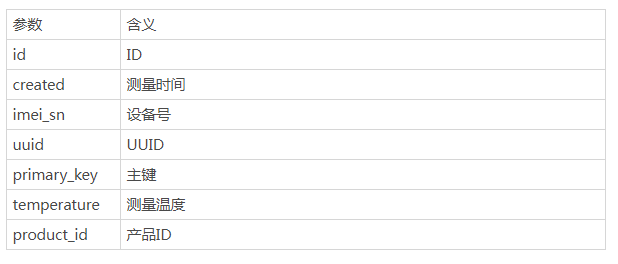 参数 含义
id ID
created 测量时间
imei_sn 设备号
uuid UUID
primary_key 主键
temperature 测量温度
product_id 产品ID